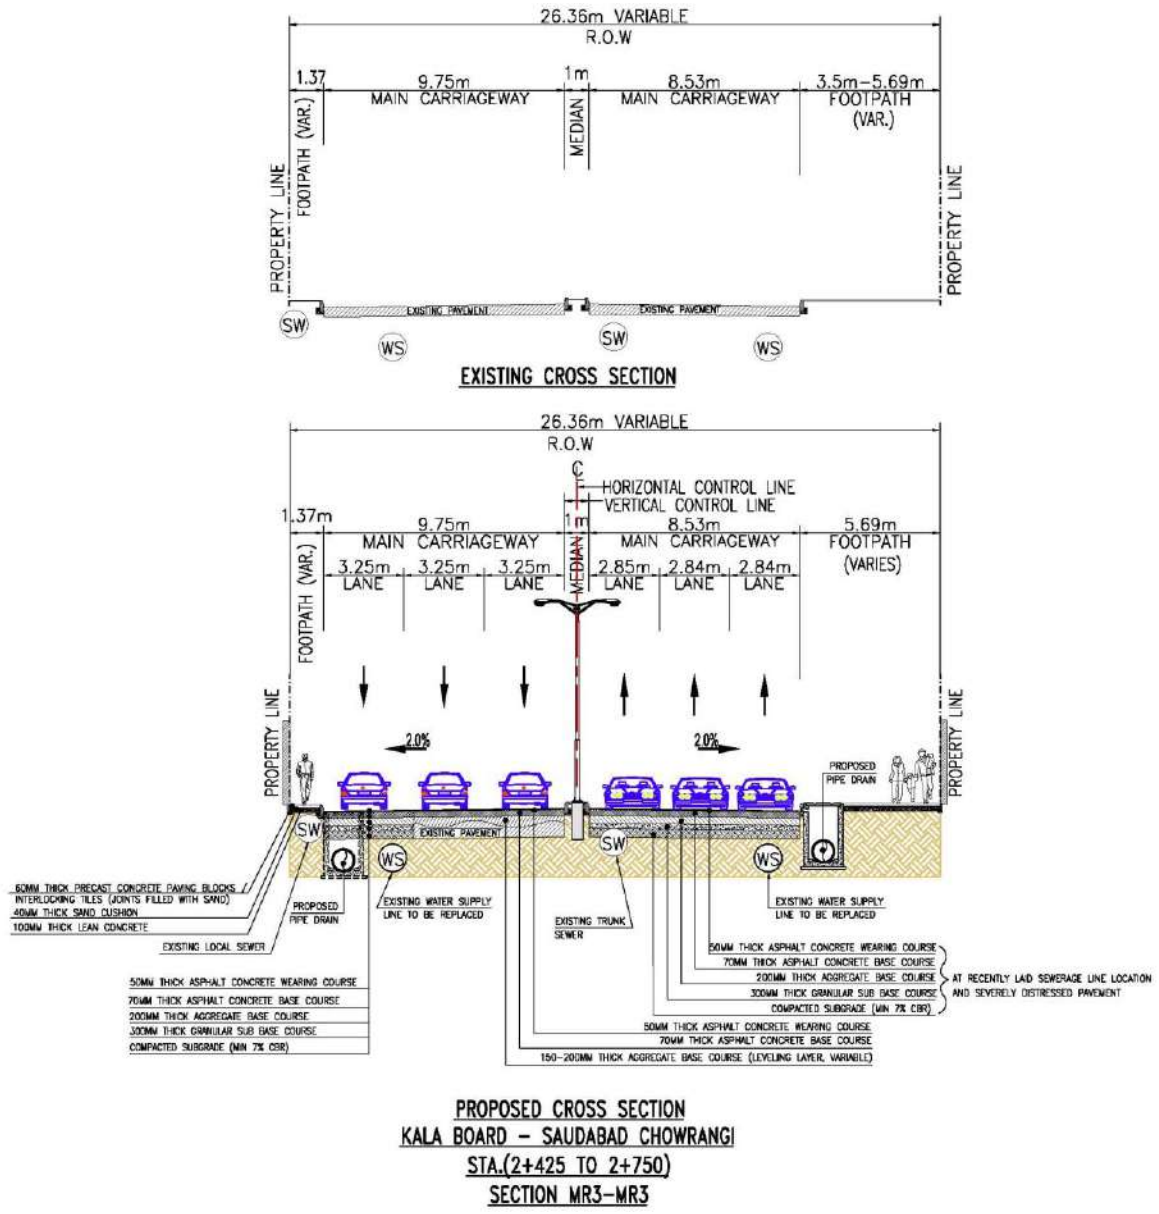 26.36m VARIABLE
R.O.W
1.37
9.75m
1m
8.53m
3.5m-5.69m
FOOTPATH (VAR.)
MAIN CARRIAGEWAY
MEDIAN
MAIN CARRIAGEWAY
FOOTPATH
(VAR.)
PROPERTY LINE
PROPERTY LINE
EXISTING PAVEMENT
EXISTING PAVEMENT
SW
WS
SW
WS
EXISTING CROSS SECTION
26.36m VARIABLE
R.O.W
C
HORIZONTAL CONTROL LINE
VERTICAL CONTROL LINE
1.37m
9.75m
1 m
8.53m
5.69m
FOOTPATH (VAR.)
MAIN CARRIAGEWAY
MEDIAN
MAIN CARRIAGEWAY
FOOTPATH
(VARIES)
3.25m
3.25m
3.25m
2.85m
2.84m
2.84m
LANE
LANE
LANE
LANE
LANE
LANE
PROPERTY LINE
PROPERTY LINE
2.0%
2.0%
PROPOSED
PIPE DRAIN
SW
EXISTING PAVEMENT
SW
WS
WS
60MM THICK PRECAST CONCRETE PAVING BLOCKS /
INTERLOCKING TILES (JOINTS FILLED WITH SAND)
40MM THICK SAND CUSHION
100MM THICK LEAN CONCRETE
EXISTING LOCAL SEWER
PROPOSED
PIPE DRAIN
EXISTING WATER SUPPLY
LINE TO BE REPLACED
EXISTING TRUNK
SEWER
EXISTING WATER SUPPLY
LINE TO BE REPLACED
50MM THICK ASPHALT CONCRETE WEARING COURSE
70MM THICK ASPHALT CONCRETE BASE COURSE
200MM THICK AGGREGATE BASE COURSE
300MM THICK GRANULAR SUB BASE COURSE
COMPACTED SUBGRADE (MIN 7% CBR)
AT RECENTLY LAID SEWERAGE LINE LOCATION
AND SEVERELY DISTRESSED PAVEMENT
50MM THICK ASPHALT CONCRETE WEARING COURSE
70MM THICK ASPHALT CONCRETE BASE COURSE
200MM THICK AGGREGATE BASE COURSE
300MM THICK GRANULAR SUB BASE COURSE
COMPACTED SUBGRADE (MIN 7% CBR)
50MM THICK ASPHALT CONCRETE WEARING COURSE
70MM THICK ASPHALT CONCRETE BASE COURSE
150-200MM THICK AGGREGATE BASE COURSE (LEVELING LAYER, VARIABLE)
PROPOSED CROSS SECTION
KALA BOARD - SAUDABAD CHOWRANGI
STA.(2+425 TO 2+750)
SECTION MR3-MR3